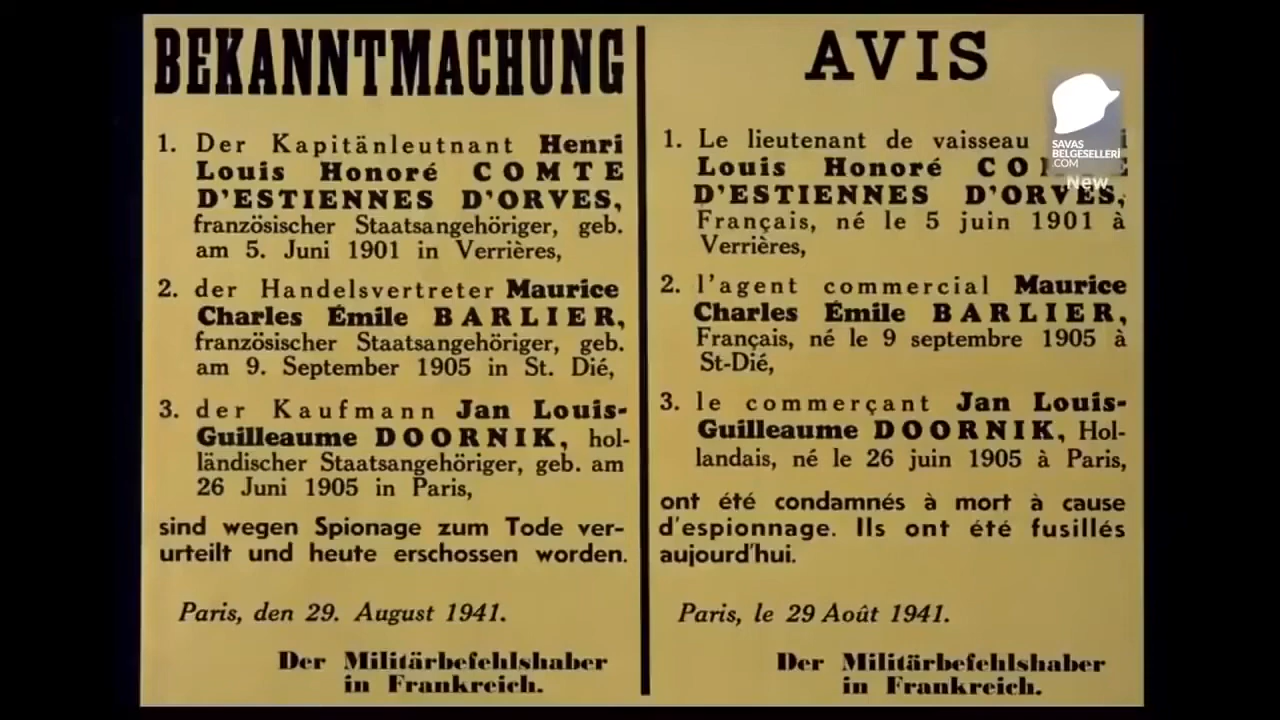 BEKANNTMACHUNG
1. Der Kapitänleutnant Henri
Louis Honoré COMTE
D'ESTIENNES D'ORVES,
französischer Staatsangehöriger, geb.
am 5. Juni 1901 in Verrières,
2. der Handelsvertreter Maurice
Charles Émile BARLIER,
französischer Staatsangehöriger, geb.
am 9. September 1905 in St. Dié,
3. der Kaufmann Jan Louis-
Guilleaume DOORNIK, hol-
ländischer Staatsangehöriger, geb. am
26 Juni 1905 in Paris,
sind wegen Spionage zum Tode ver-
urteilt und heute erschossen worden.
Paris, den 29. August 1941.
Der Militärbefehlshaber
in Frankreich.
AVIS
1. Le lieutenant de vaisseau
Louis Honoré
D'ESTIENNES D'ORVES,
Français, né le 5 juin 1901 à
Verrières,
2. l'agent commercial Maurice
Charles Émile BARLIER,
Français, né le 9 septembre 1905 à
St-Dié,
3. le commerçant Jan Louis-
Guilleaume DOORNIK, Hol-
landais, né le 26 juin 1905 à Paris,
ont été condamnés à mort à cause
d'espionnage. Ils ont été fusillés
aujourd'hui.
Paris, le 29 Août 1941.
Der Militärbefehlshaber
in Frankreich.
SAVAS
BELGESELLERİ
.COM
New